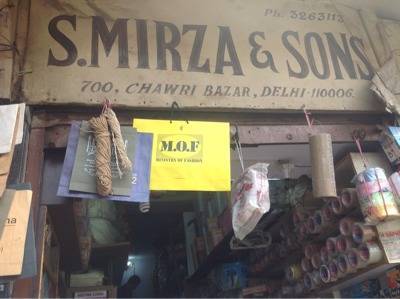 Ph. 3263113
S.MIRZA & SONS
700, CHAWRI BAZAR, DELHI-110006.
M.O.F
MINISTRY OF FASHION